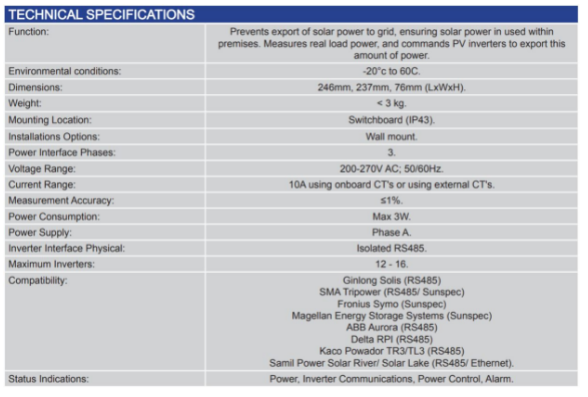 TECHNICAL SPECIFICATIONS
Function: Prevents export of solar power to grid, ensuring solar power in used within
premises. Measures real load power, and commands PV inverters to export this
amount of power.
Environmental conditions: -20°c to 60C.
Dimensions: 246mm, 237mm, 76mm (LxWxH).
Weight: < 3 kg.
Mounting Location: Switchboard (IP43).
Installations Options: Wall mount.
Power Interface Phases: 3.
Voltage Range: 200-270V AC; 50/60Hz.
Current Range: 10A using onboard CT's or using external CT's.
Measurement Accuracy: ≤1%.
Power Consumption: Max 3W.
Power Supply: Phase A.
Inverter Interface Physical: Isolated RS485.
Maximum Inverters: 12 - 16.
Compatibility: Ginlong Solis (RS485)
SMA Tripower (RS485/ Sunspec)
Fronius Symo (Sunspec)
Magellan Energy Storage Systems (Sunspec)
ABB Aurora (RS485)
Delta RPI (RS485)
Kaco Powador TR3/TL3 (RS485)
Samil Power Solar River/ Solar Lake (RS485/ Ethernet).
Status Indications: Power, Inverter Communications, Power Control, Alarm.